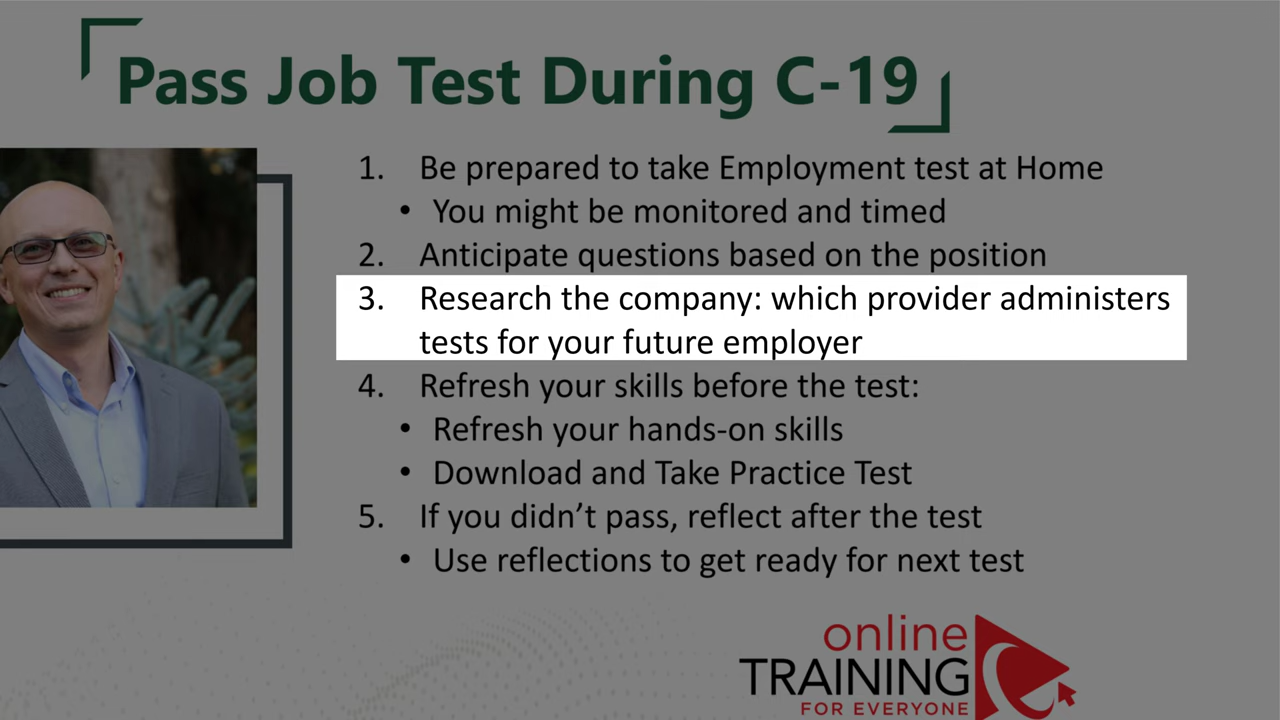 Pass Job Test During C-19
1. Be prepared to take Employment test at Home
• You might be monitored and timed
2. Anticipate questions based on the position
3. Research the company: which provider administers
tests for your future employer
4. Refresh your skills before the test:
• Refresh your hands-on skills
• Download and Take Practice Test
5. If you didn’t pass, reflect after the test
• Use reflections to get ready for next test
online
TRAINING
FOR EVERYONE